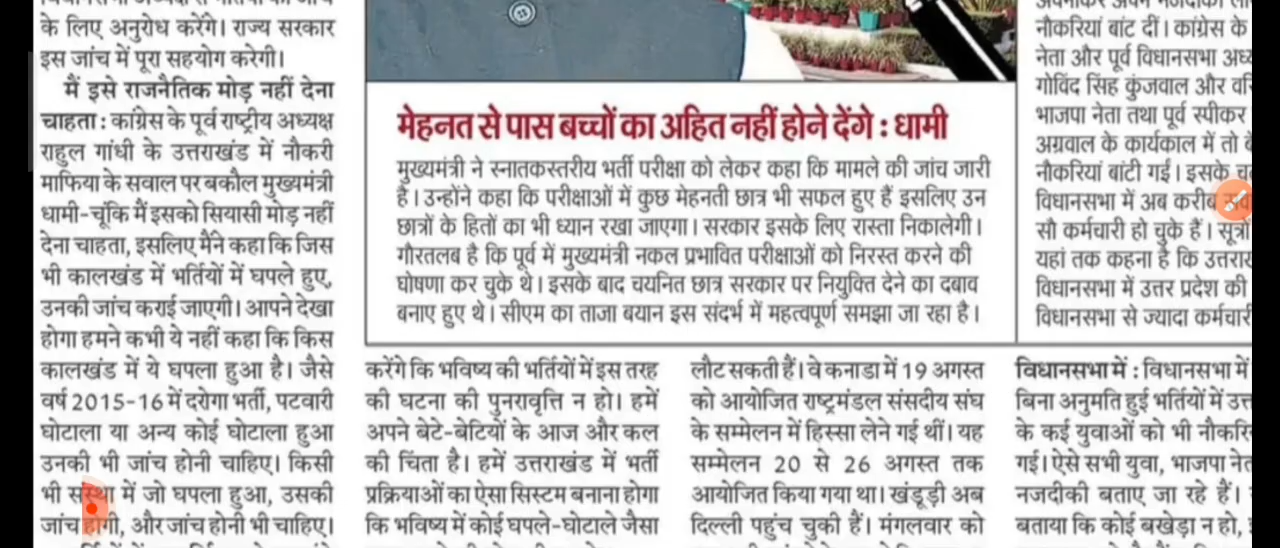 के लिए अनुरोध करेंगे। राज्य सरकार
इस जांच में पूरा सहयोग करेगी।
मैं इसे राजनैतिक मोड़ नहीं देना
चाहता : कांग्रेस के पूर्व राष्ट्रीय अध्यक्ष
राहुल गांधी के उत्तराखंड में नौकरी
माफिया के सवाल पर बकौल मुख्यमंत्री
धामी-चूंकि मैं इसको सियासी मोड़ नहीं
देना चाहता, इसलिए मैंने कहा कि जिस
भी कालखंड में भर्तियों में घपले हुए,
उनकी जांच कराई जाएगी। आपने देखा
होगा हमने कभी ये नहीं कहा कि किस
कालखंड में ये घपला हुआ है। जैसे
वर्ष 2015-16 में दरोगा भर्ती, पटवारी
घोटाला या अन्य कोई घोटाला हुआ
उनकी भी जांच होनी चाहिए। किसी
भी संस्था में जो घपला हुआ, उसकी
जांच होगी, और जांच होनी भी चाहिए।
मेहनत से पास बच्चों का अहित नहीं होने देंगे : धामी
मुख्यमंत्री ने स्नातकस्तरीय भर्ती परीक्षा को लेकर कहा कि मामले की जांच जारी
है। उन्होंने कहा कि परीक्षाओं में कुछ मेहनती छात्र भी सफल हुए हैं इसलिए उन
छात्रों के हितों का भी ध्यान रखा जाएगा। सरकार इसके लिए रास्ता निकालेगी।
गौरतलब है कि पूर्व में मुख्यमंत्री नकल प्रभावित परीक्षाओं को निरस्त करने की
घोषणा कर चुके थे। इसके बाद चयनित छात्र सरकार पर नियुक्ति देने का दबाव
बनाए हुए थे। सीएम का ताजा बयान इस संदर्भ में महत्वपूर्ण समझा जा रहा है।
करेंगे कि भविष्य की भर्तियों में इस तरह
की घटना की पुनरावृत्ति न हो। हमें
अपने बेटे-बेटियों के आज और कल
की चिंता है। हमें उत्तराखंड में भर्ती
प्रक्रियाओं का ऐसा सिस्टम बनाना होगा
कि भविष्य में कोई घपले-घोटाले जैसा
लौट सकती हैं। वे कनाडा में 19 अगस्त
को आयोजित राष्ट्रमंडल संसदीय संघ
के सम्मेलन में हिस्सा लेने गई थीं। यह
सम्मेलन 20 से 26 अगस्त तक
आयोजित किया गया था। खंडूड़ी अब
दिल्ली पहुंच चुकी हैं। मंगलवार को
नौकरियां बांट दीं। कांग्रेस के
नेता और पूर्व विधानसभा
गोविंद सिंह कुंजवाल और
भाजपा नेता तथा पूर्व स्पीकर
अग्रवाल के कार्यकाल में तो
नौकरियां बांटी गईं। इसके
विधानसभा में अब करीब
सौ कर्मचारी हो चुके हैं।
यहां तक कहना है कि
विधानसभा में उत्तर प्रदेश की
विधानसभा से ज्यादा
विधानसभा में : विधानसभा में
बिना अनुमति हुई भर्तियों में
के कई युवाओं को भी
गई। ऐसे सभी युवा, भाजपा
नजदीकी बताए जा रहे हैं।
बताया कि कोई बखेड़ा न हो,